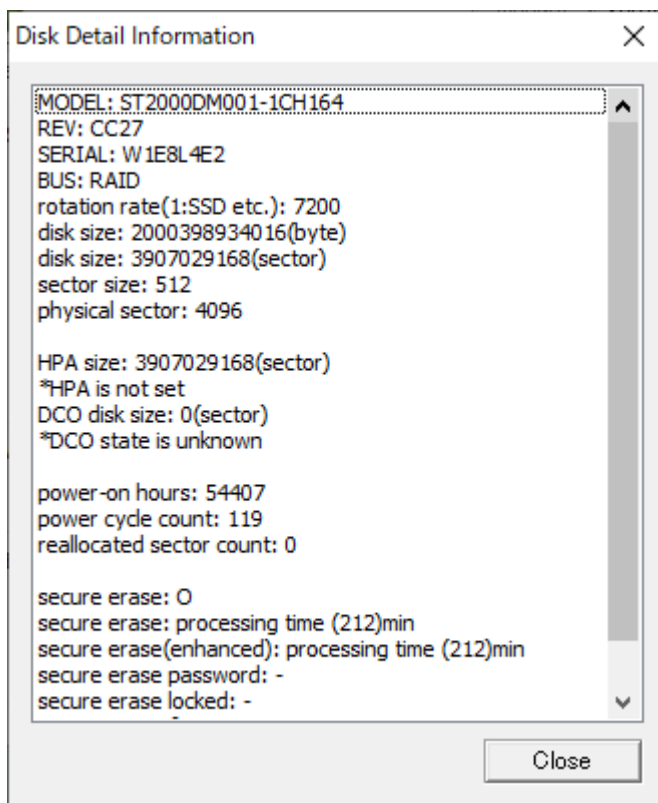 Disk Detail Information
MODEL: ST2000DM001-1CH164
REV: CC27
SERIAL: W1E8L4E2
BUS: RAID
rotation rate(1:SSD etc.): 7200
disk size: 2000398934016(byte)
disk size: 3907029168(sector)
sector size: 512
physical sector: 4096
HPA size: 3907029168(sector)
*HPA is not set
DCO disk size: 0(sector)
*DCO state is unknown
power-on hours: 54407
power cycle count: 119
reallocated sector count: 0
secure erase: O
secure erase: processing time (212)min
secure erase(enhanced): processing time (212)min
secure erase password: -
secure erase locked: -
Close